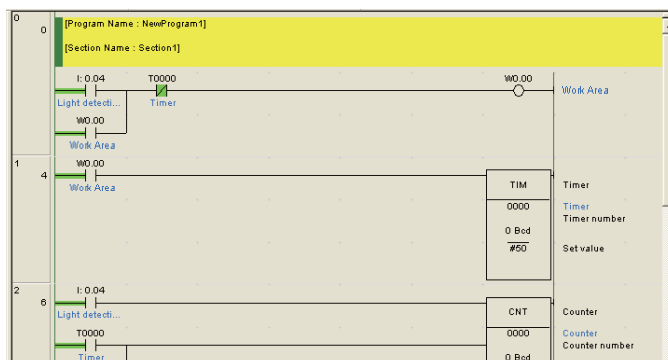 0
0
[Program Name : NewProgram1]
[Section Name : Section1]
I: 0.04 T0000 W0.00
Work Area
Light detecti... Timer
W0.00
Work Area
1
4
W0.00
Work Area
TIM Timer
0000 Timer
Timer number
0 Bcd
#50 Set value
2
6
I: 0.04
Light detecti...
CNT Counter
T0000
0000 Counter
Counter number
Timer
0 Bcd